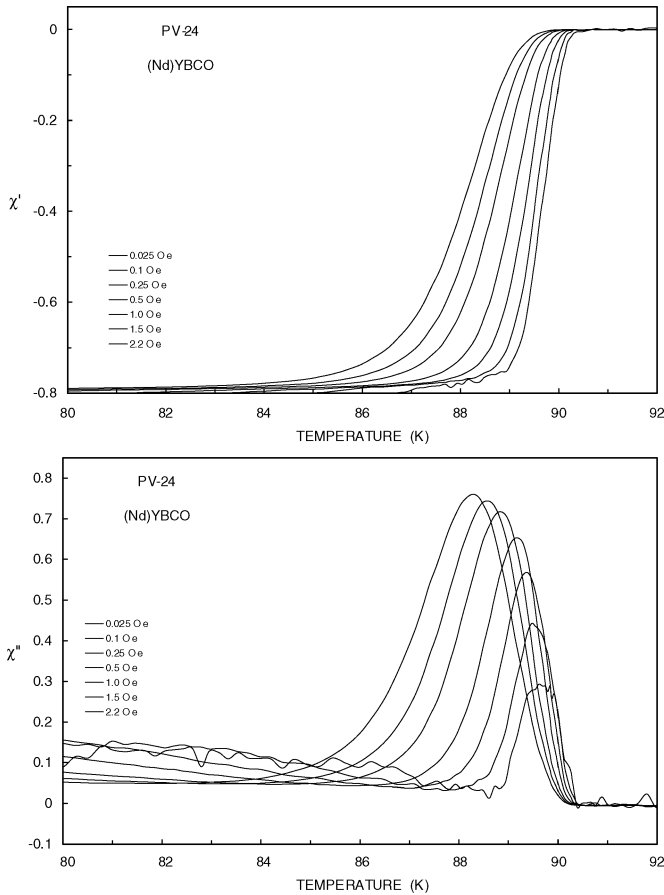 0
PV-24
(Nd)YBCO
-0.2
-0.4
χ'
0.025 Oe
0.1 Oe
0.25 Oe
0.5 Oe
1.0 Oe
1.5 Oe
2.2 Oe
-0.6
-0.8
80 82 84 86 88 90 92
TEMPERATURE (K)
0.8
PV-24
(Nd)YBCO
0.7
0.6
0.5
0.4
χ"
0.025 Oe
0.1 Oe
0.25 Oe
0.5 Oe
1.0 Oe
1.5 Oe
2.2 Oe
0.3
0.2
0.1
0
-0.1
80 82 84 86 88 90 92
TEMPERATURE (K)